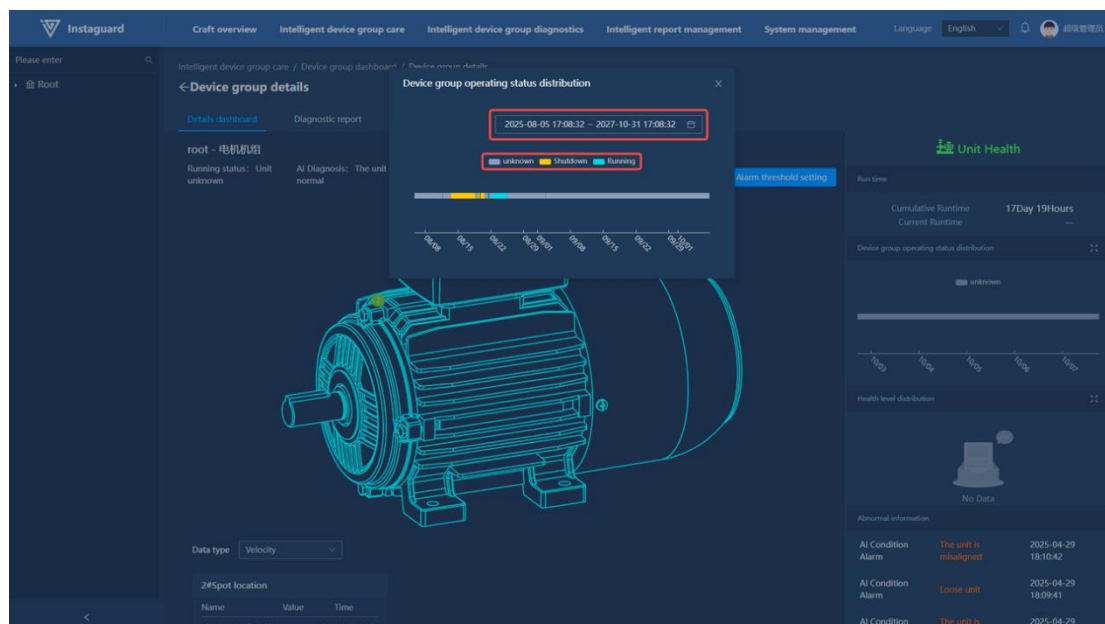 Instaguard
Craft overview
Intelligent device group care
Intelligent device group diagnostics
Intelligent report management
System management
Language
English
超级管理员
Please enter
Root
Intelligent device group care / Device group dashboard / Device group details
←Device group details
Details dashboard
Diagnostic report
root - 电机机组
Running status: Unit
unknown
AI Diagnosis: The unit
normal
Device group operating status distribution
2025-08-05 17:08:32 ~ 2027-10-31 17:08:32
unknown
Shutdown
Running
08/08
08/15
08/22
08/29
09/01
09/08
09/15
09/22
09/29
10/01
Alarm threshold setting
Unit Health
Run time
Cumulative Runtime
17Day 19Hours
Current Runtime
--
Device group operating status distribution
unknown
10/03
10/04
10/05
10/06
10/07
Health level distribution
No Data
Abnormal information
AI Condition
Alarm
The unit is
misaligned
2025-04-29
18:10:42
AI Condition
Alarm
Loose unit
2025-04-29
18:09:41
AI Condition
The unit is
2025-04-29
Data type
Velocity
2#Spot location
Name
Value
Time